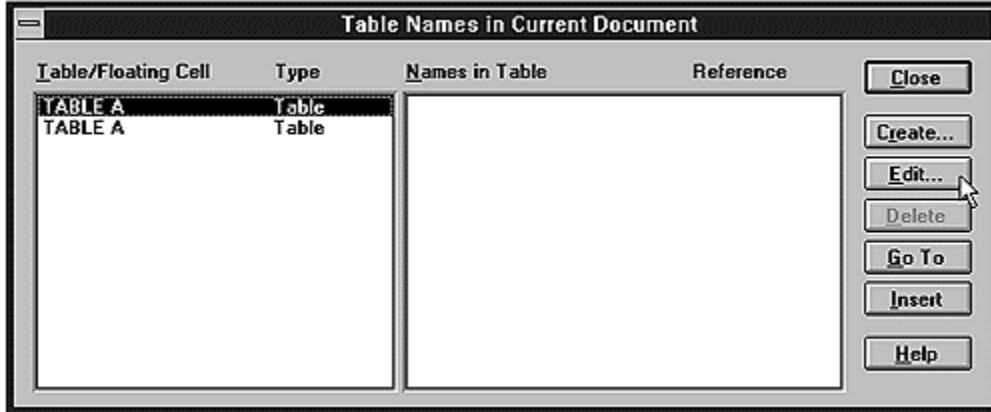 Table Names in Current Document
Table/Floating Cell Type Names in Table Reference
TABLE A Table
TABLE A Table
Close
Create...
Edit...
Delete
Go To
Insert
Help